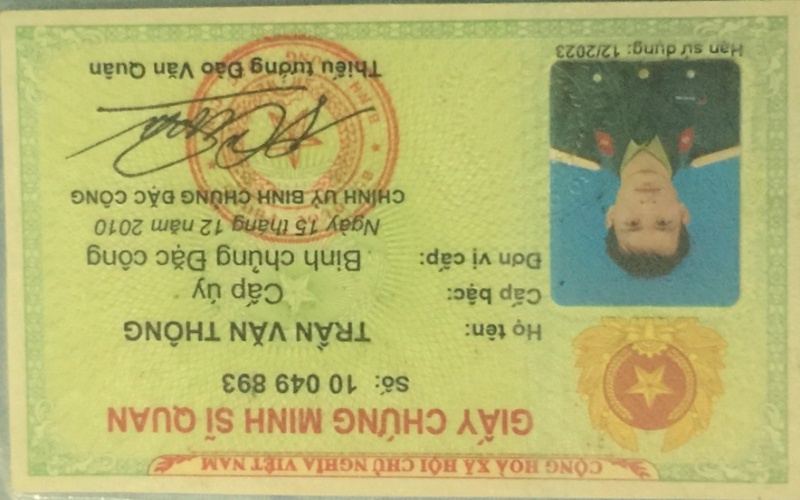 CỘNG HOÀ XÃ HỘI CHỦ NGHĨA VIỆT NAM
GIẤY CHỨNG MINH SĨ QUAN
Số: 10 049 893
Họ tên: TRẦN VĂN THÔNG
Cấp bậc: Cấp úy
Đơn vị cấp: Binh chủng Đặc công
Ngày 15 tháng 12 năm 2010
CHÍNH UỶ BINH CHỦNG ĐẶC CÔNG
Thiếu tướng Đào Văn Quân
Hạn sử dụng: 12/2023